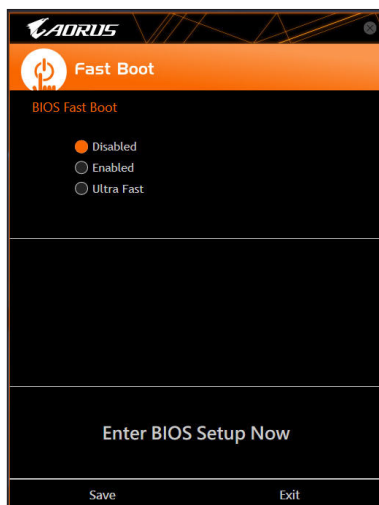 AORUS
Fast Boot
BIOS Fast Boot
Disabled
Enabled
Ultra Fast
Enter BIOS Setup Now
Save Exit